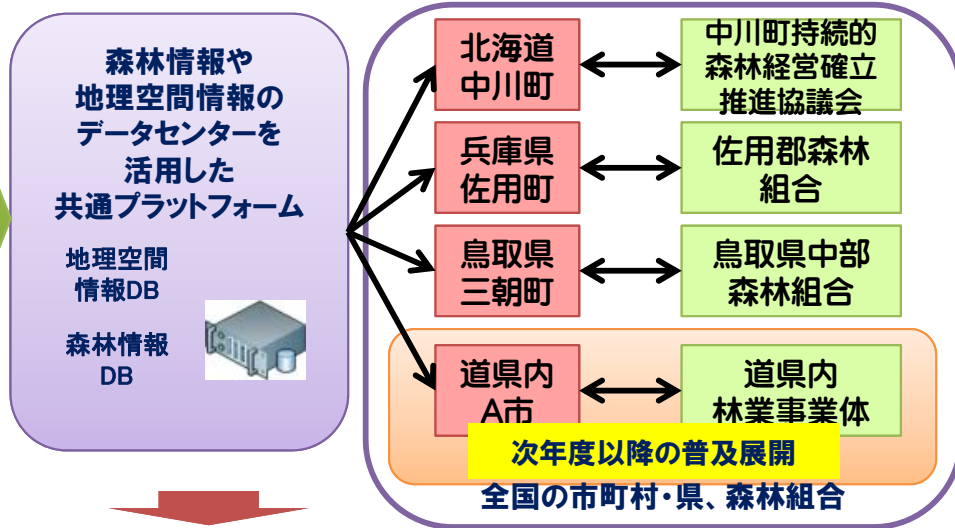 森林情報や
地理空間情報の
データセンターを
活用した
共通プラットフォーム
地理空間
情報DB
森林情報
DB
北海道
中川町
中川町持続的
森林経営確立
推進協議会
兵庫県
佐用町
佐用郡森林
組合
鳥取県
三朝町
鳥取県中部
森林組合
道県内
A市
道県内
林業事業体
次年度以降の普及展開
全国の市町村・県、森林組合